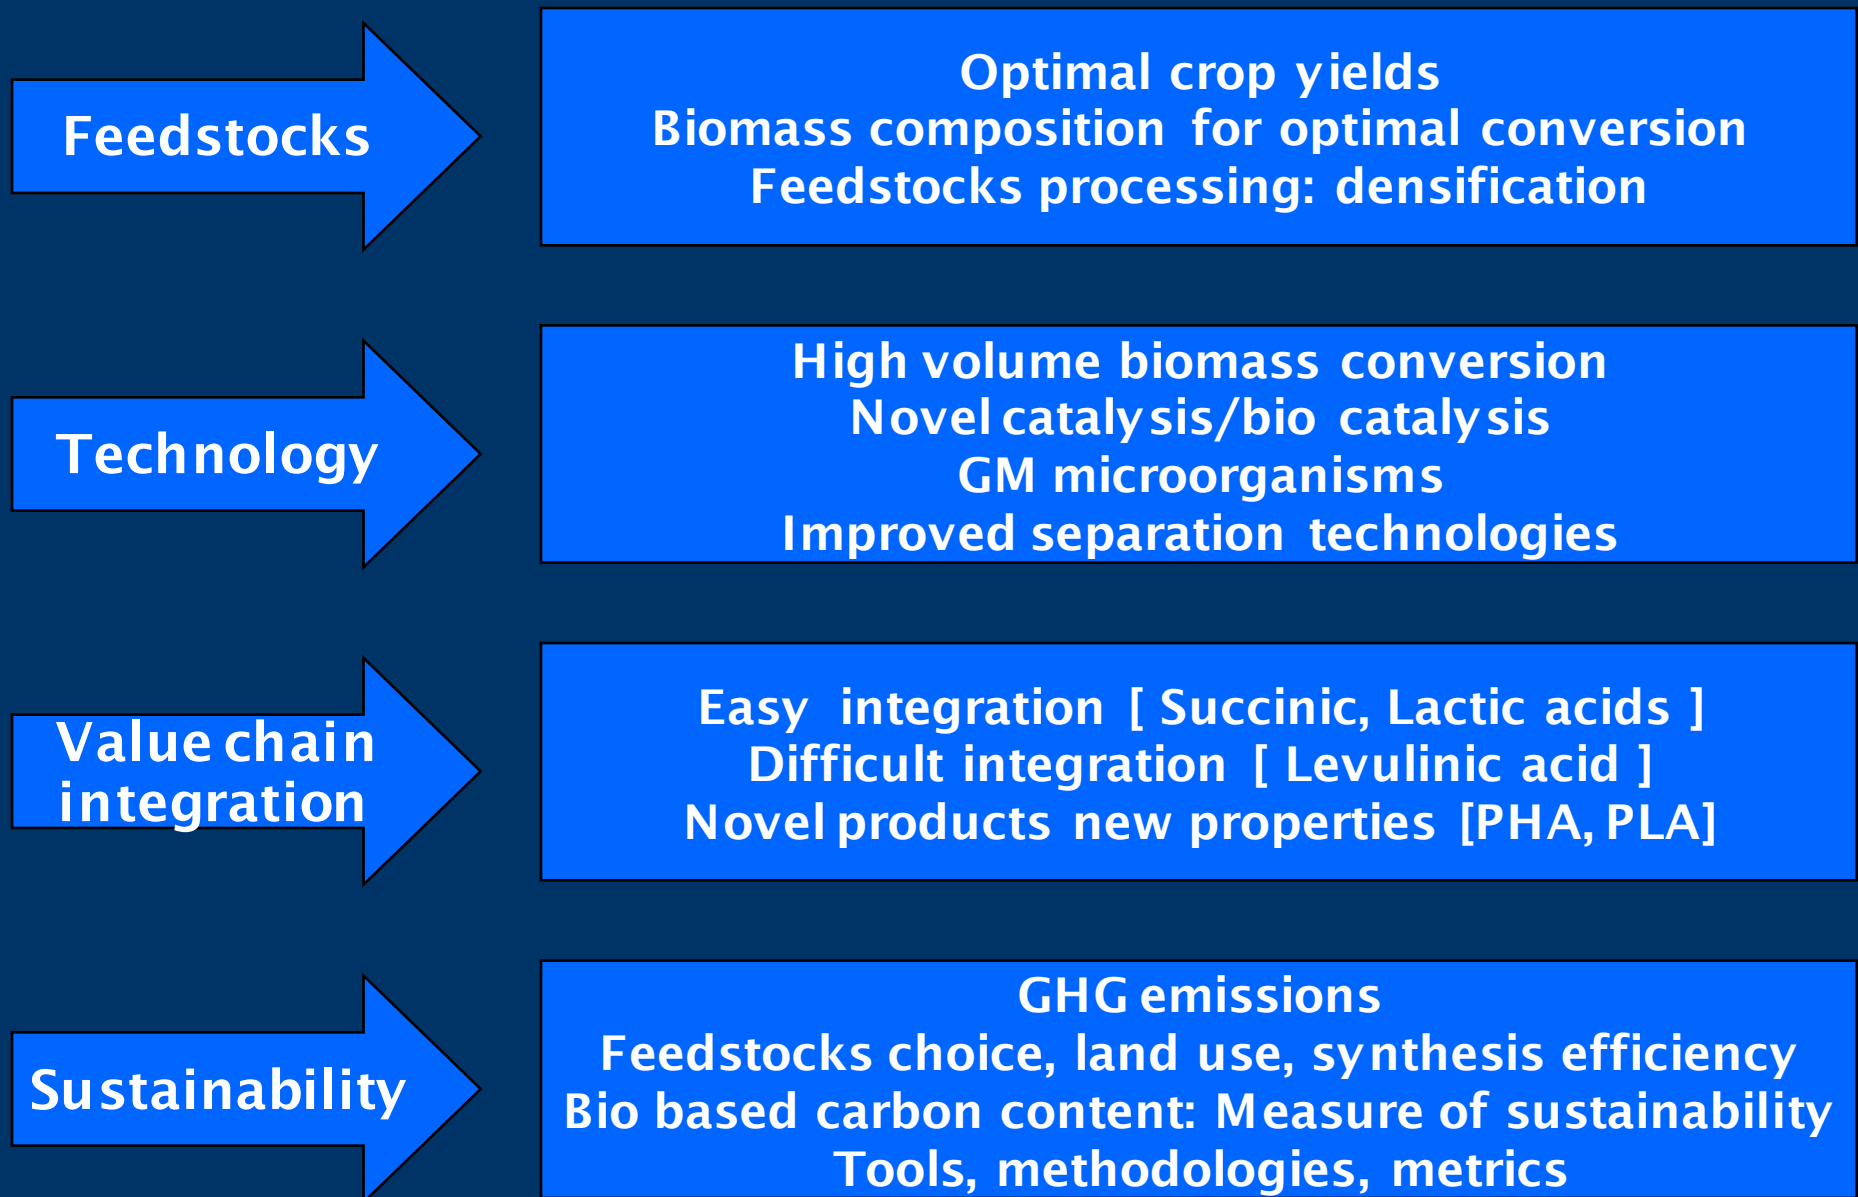 Feedstocks
Optimal crop yields
Biomass composition for optimal conversion
Feedstocks processing: densification
Technology
High volume biomass conversion
Novel catalysis/bio catalysis
GM microorganisms
Improved separation technologies
Value chain
integration
Easy integration [ Succinic, Lactic acids ]
Difficult integration [ Levulinic acid ]
Novel products new properties [PHA, PLA]
Sustainability
GHG emissions
Feedstocks choice, land use, synthesis efficiency
Bio based carbon content: Measure of sustainability
Tools, methodologies, metrics